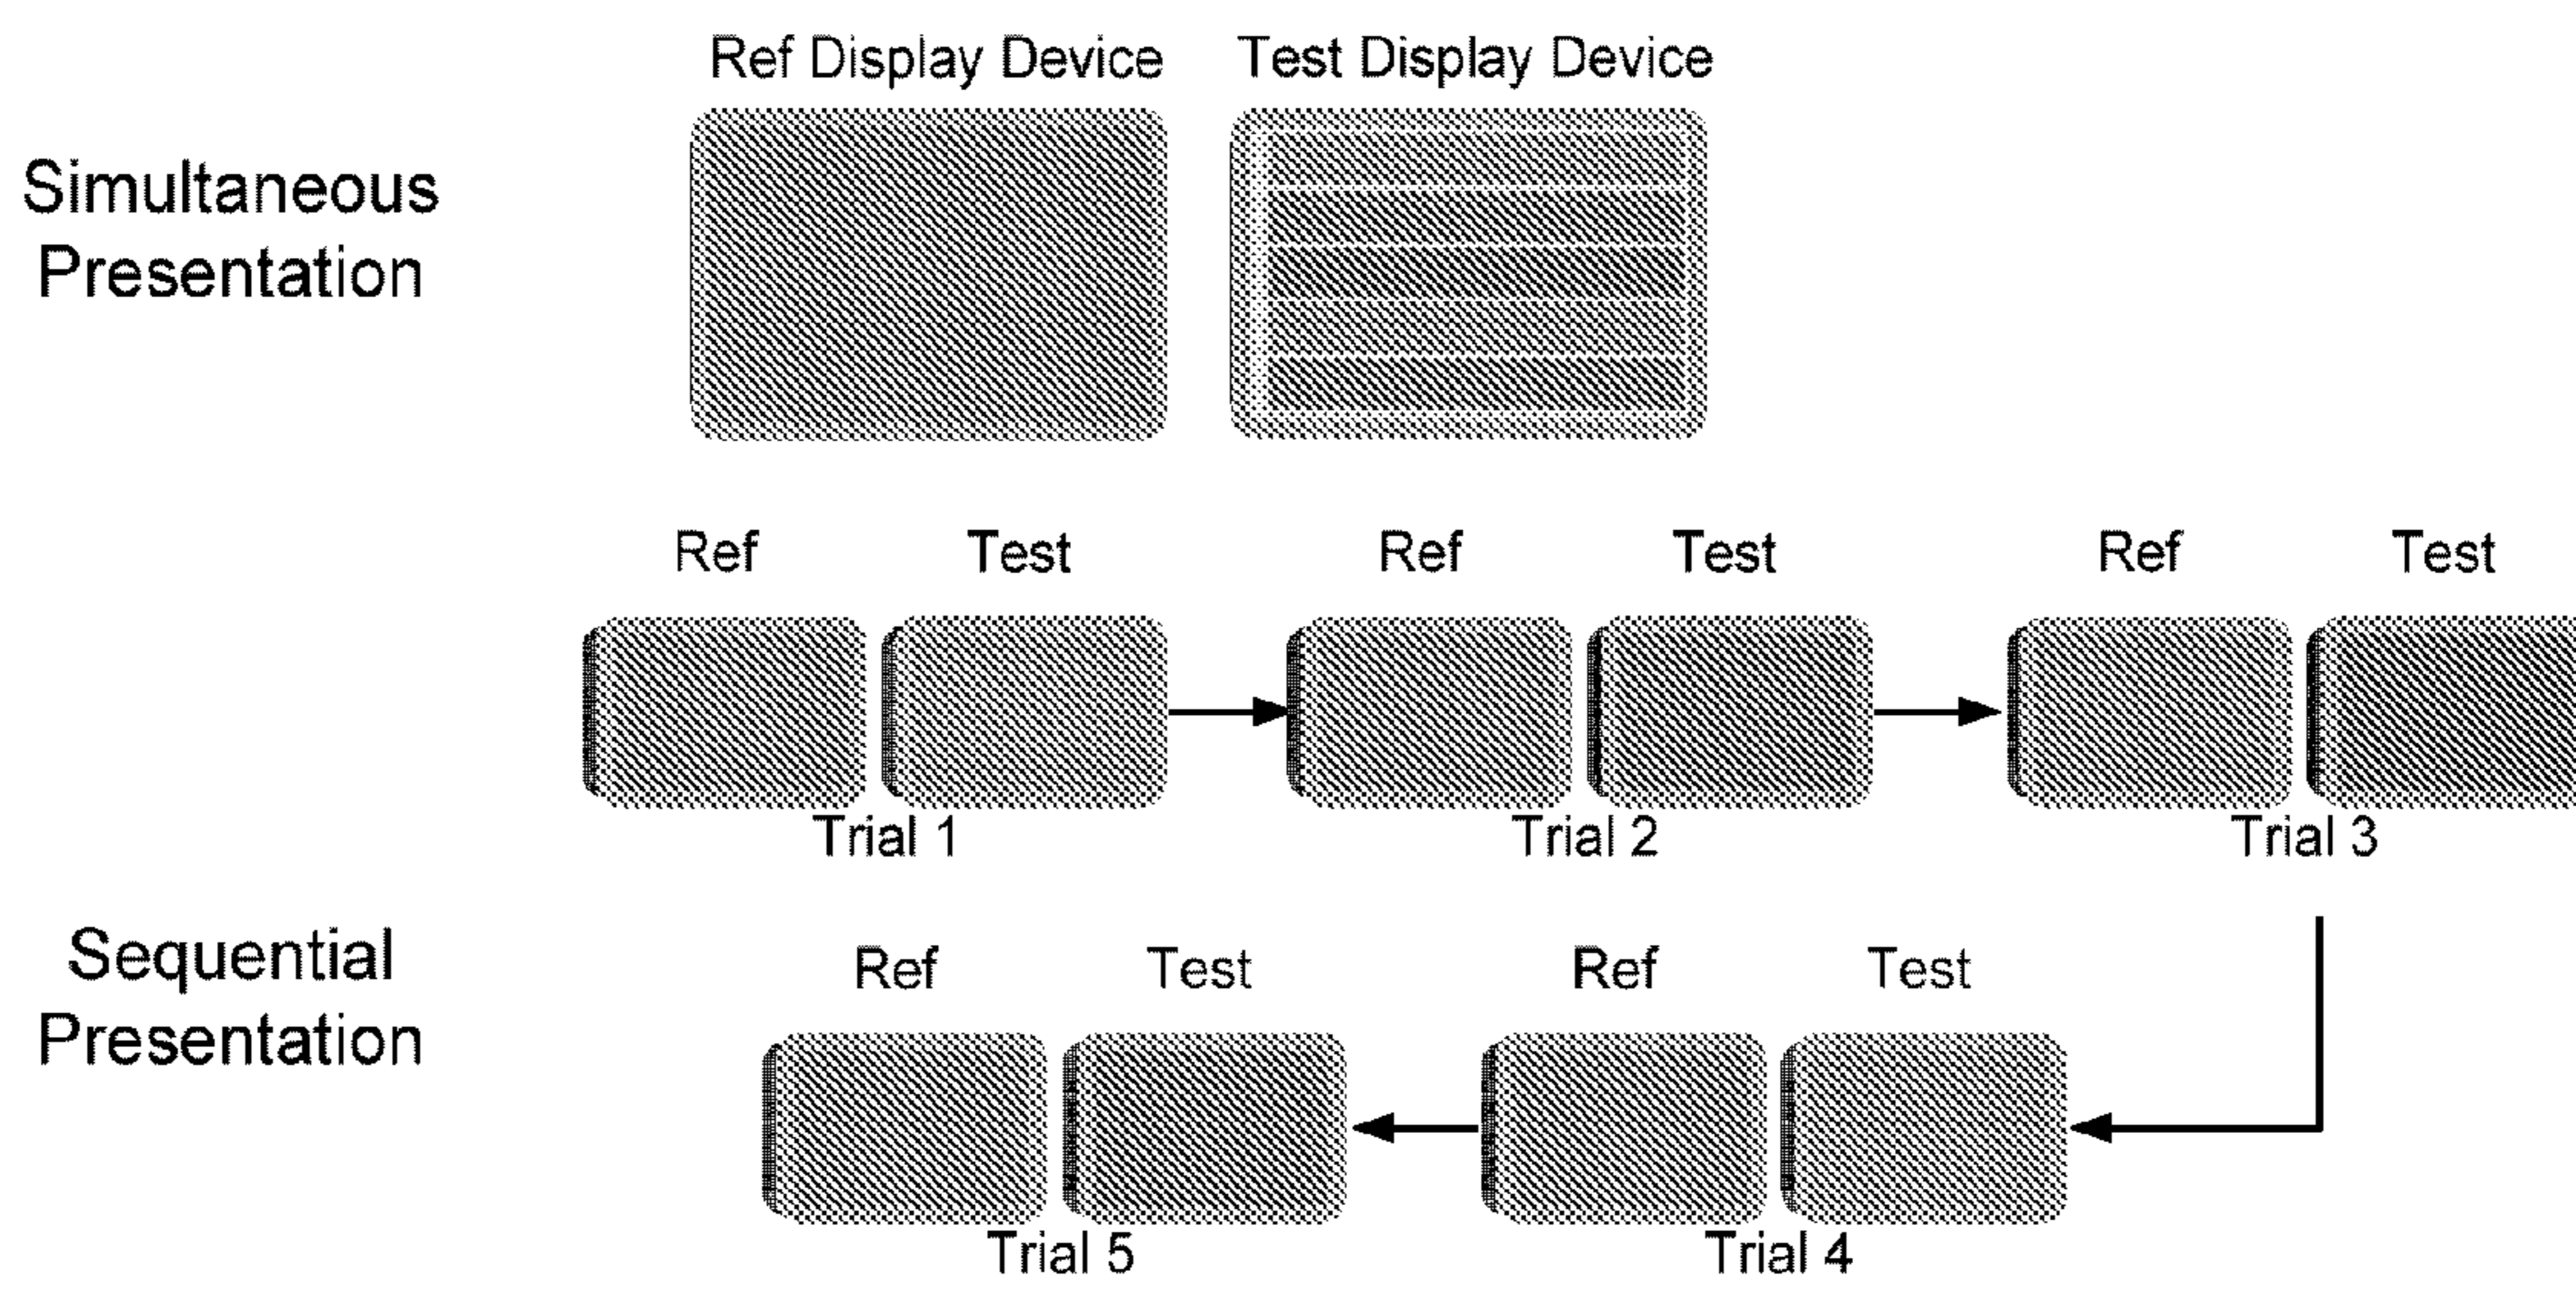 Ref Display Device
Test Display Device
Simultaneous
Presentation
Ref
Test
Ref
Test
Ref
Test
Trial 1
Trial 2
Trial 3
Sequential
Presentation
Ref
Test
Ref
Test
Trial 5
Trial 4